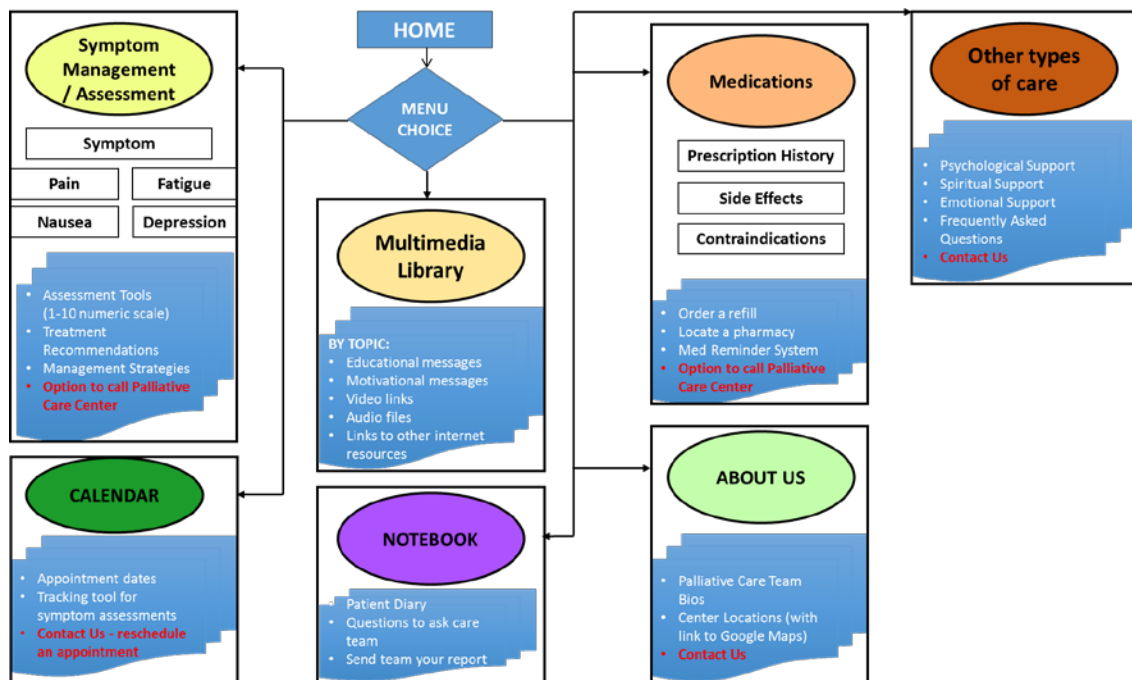 HOME
MENU
CHOICE
Symptom
Management
/ Assessment
Symptom
Pain
Fatigue
Nausea
Depression
• Assessment Tools
(1-10 numeric scale)
• Treatment
Recommendations
• Management Strategies
• Option to call Palliative
Care Center
Multimedia
Library
BY TOPIC:
• Educational messages
• Motivational messages
• Video links
• Audio files
• Links to other internet
resources
Medications
Prescription History
Side Effects
Contraindications
• Order a refill
• Locate a pharmacy
• Med Reminder System
• Option to call Palliative
Care Center
Other types
of care
• Psychological Support
• Spiritual Support
• Emotional Support
• Frequently Asked
Questions
• Contact Us
CALENDAR
• Appointment dates
• Tracking tool for
symptom assessments
• Contact Us - reschedule
an appointment
NOTEBOOK
• Patient Diary
• Questions to ask care
team
• Send team your report
ABOUT US
• Palliative Care Team
Bios
• Center Locations (with
link to Google Maps)
• Contact Us